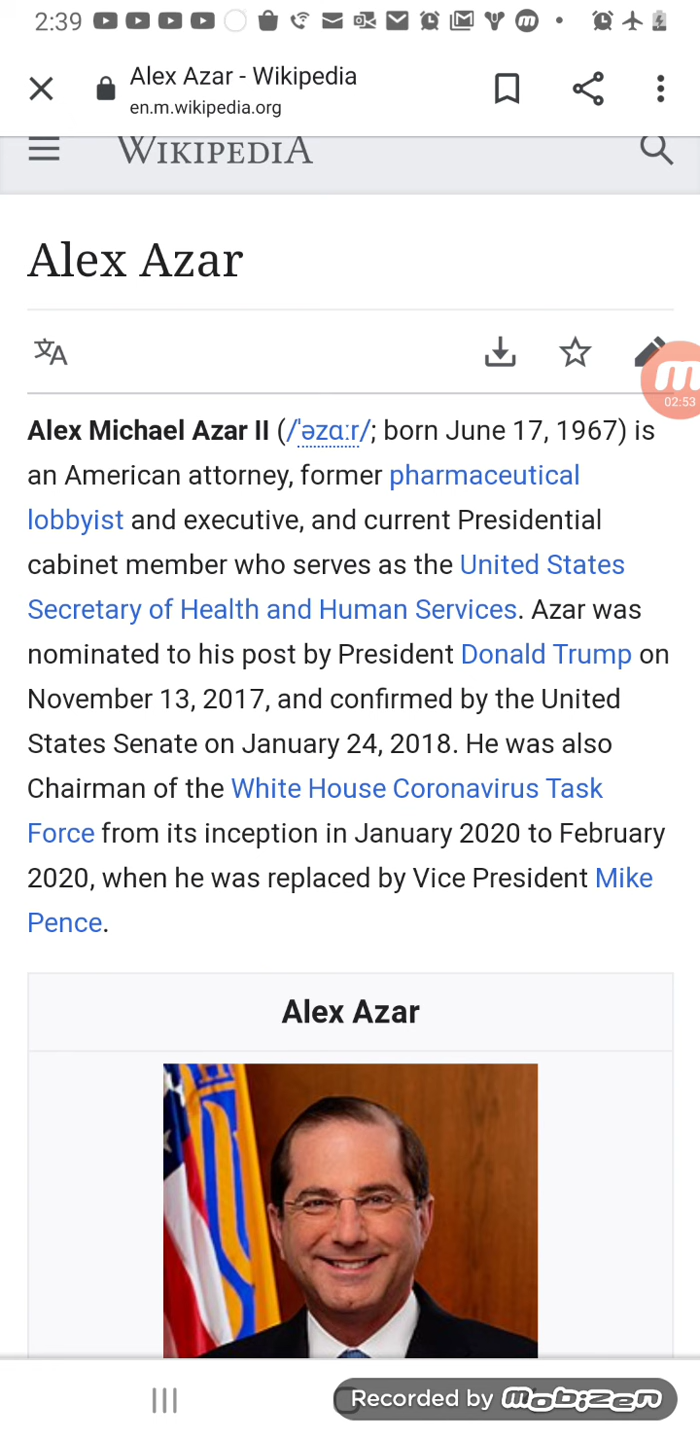 2:39
Alex Azar - Wikipedia
en.m.wikipedia.org
WIKIPEDIA
Alex Azar
02:53
Alex Michael Azar II (/ˈəzɑːr/; born June 17, 1967) is
an American attorney, former pharmaceutical
lobbyist and executive, and current Presidential
cabinet member who serves as the United States
Secretary of Health and Human Services. Azar was
nominated to his post by President Donald Trump on
November 13, 2017, and confirmed by the United
States Senate on January 24, 2018. He was also
Chairman of the White House Coronavirus Task
Force from its inception in January 2020 to February
2020, when he was replaced by Vice President Mike
Pence.
Alex Azar
Recorded by mobizen